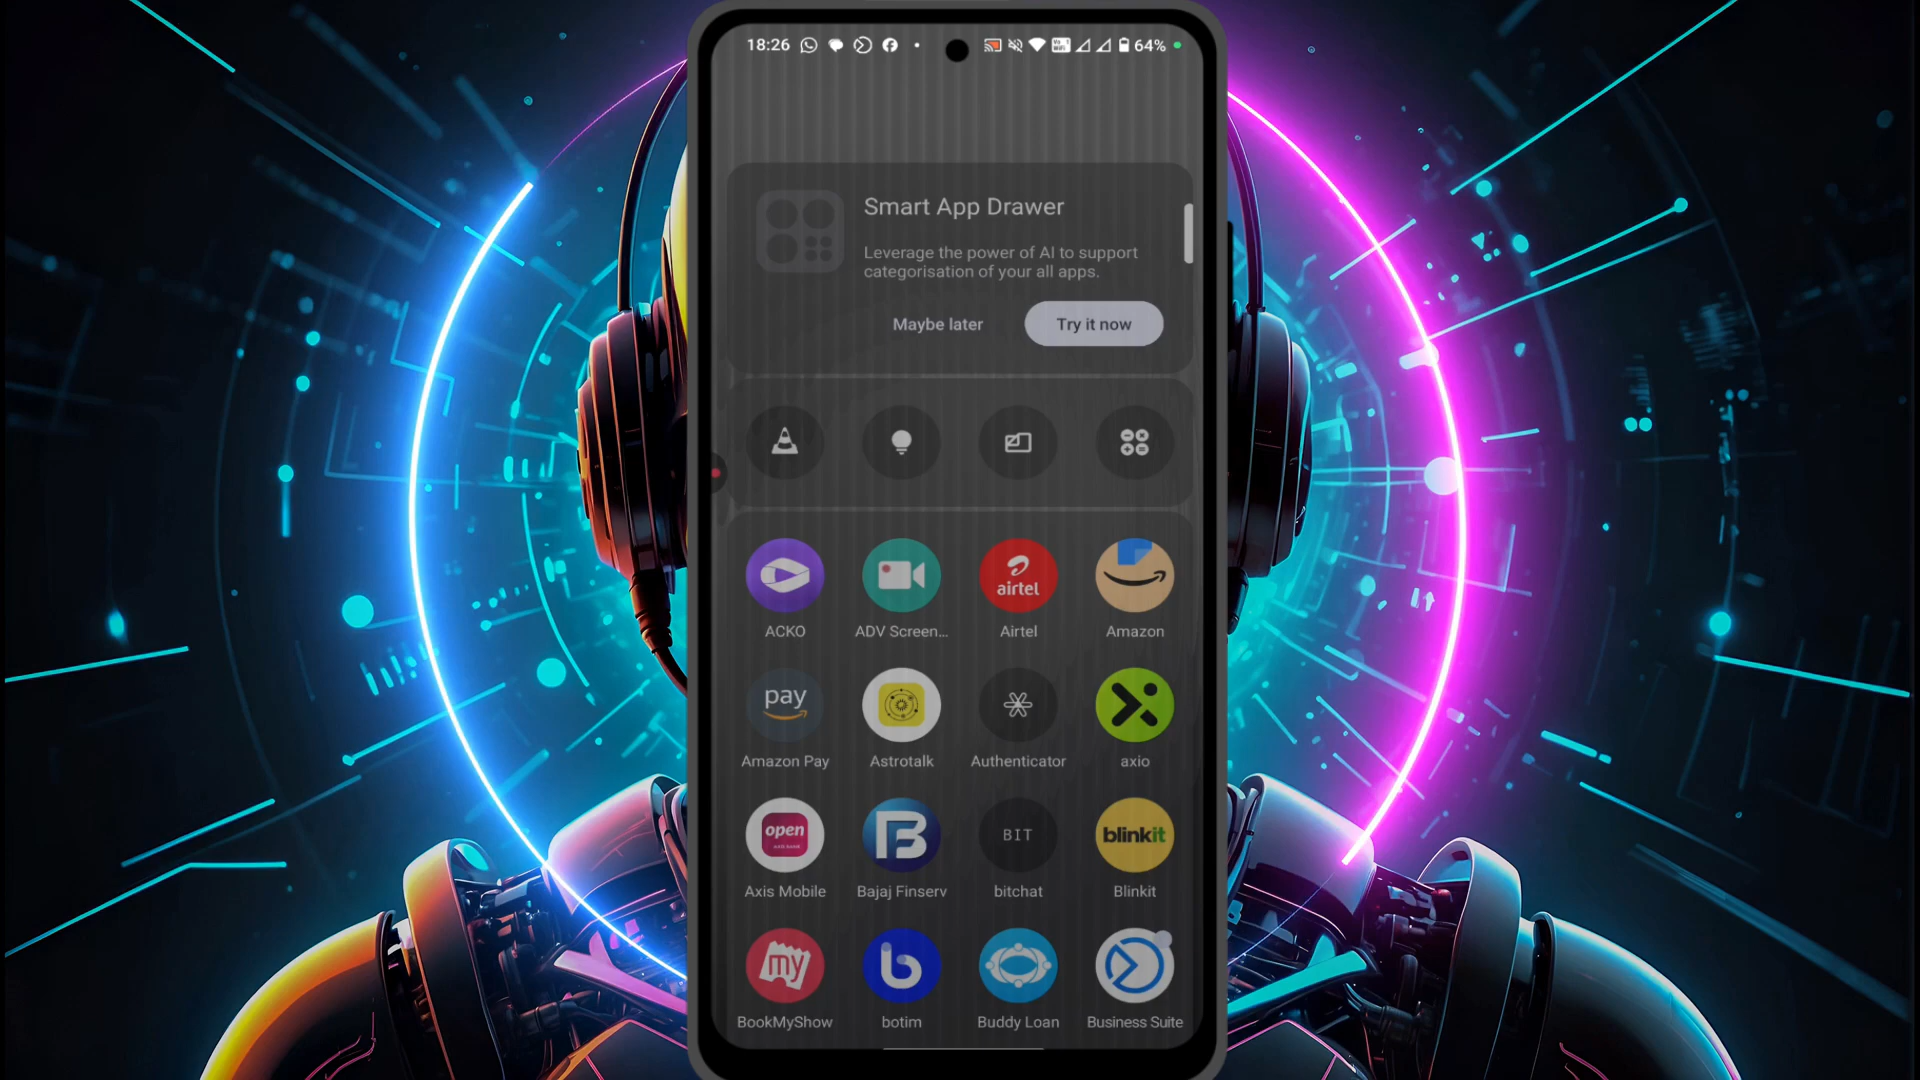 18:26
64%
Smart App Drawer
Leverage the power of AI to support
categorisation of your all apps.
Maybe later
Try it now
airtel
ACKO
ADV Screen...
Airtel
Amazon
pay
Amazon Pay
Astrotalk
Authenticator
axio
open
BIT
blinkit
Axis Mobile
Bajaj Finserv
bitchat
Blinkit
my
b
BookMyShow
botim
Buddy Loan
Business Suite